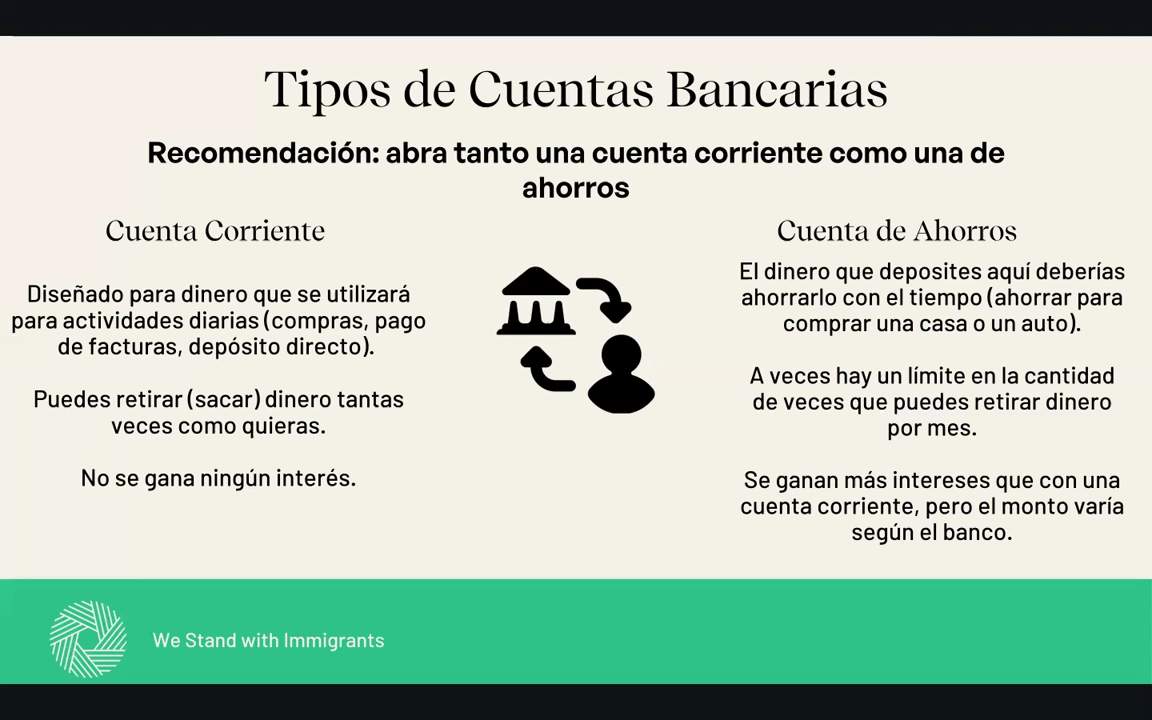 Tipos de Cuentas Bancarias
Recomendación: abra tanto una cuenta corriente como una de
ahorros
Cuenta Corriente
Diseñado para dinero que se utilizará
para actividades diarias (compras, pago
de facturas, depósito directo).
Puedes retirar (sacar) dinero tantas
veces como quieras.
No se gana ningún interés.
Cuenta de Ahorros
El dinero que deposites aquí deberías
ahorrarlo con el tiempo (ahorrar para
comprar una casa o un auto).
A veces hay un límite en la cantidad
de veces que puedes retirar dinero
por mes.
Se ganan más intereses que con una
cuenta corriente, pero el monto varía
según el banco.
We Stand with Immigrants